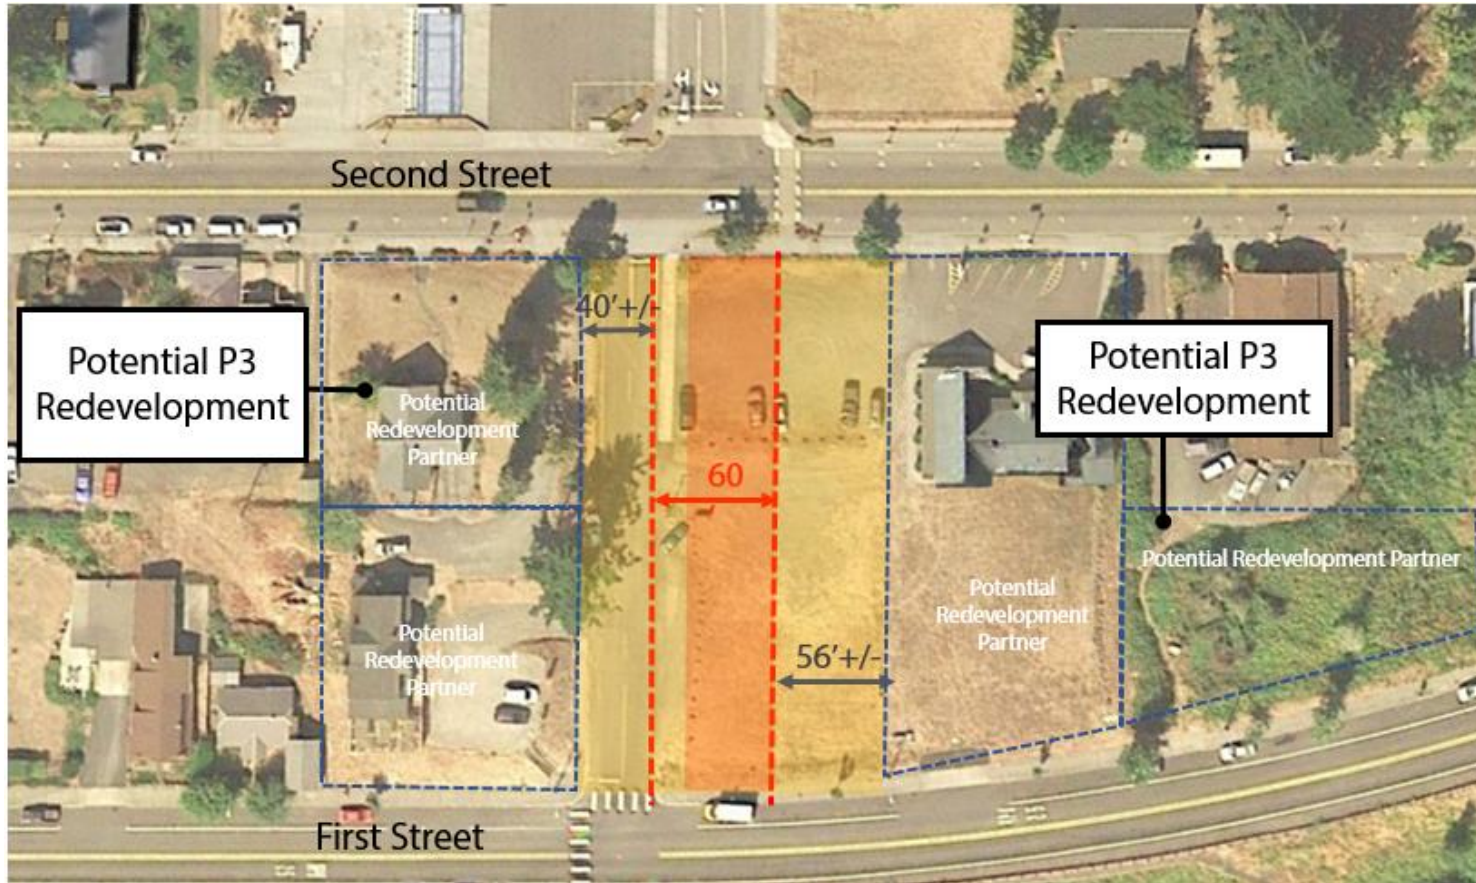 Second Street
40'+/-
Potential P3
Redevelopment
Potential P3
Redevelopment
Potential
Redevelopment
Partner
60
Potential Redevelopment Partner
Potential
Redevelopment
Partner
Potential
Redevelopment
Partner
56'+/-
First Street